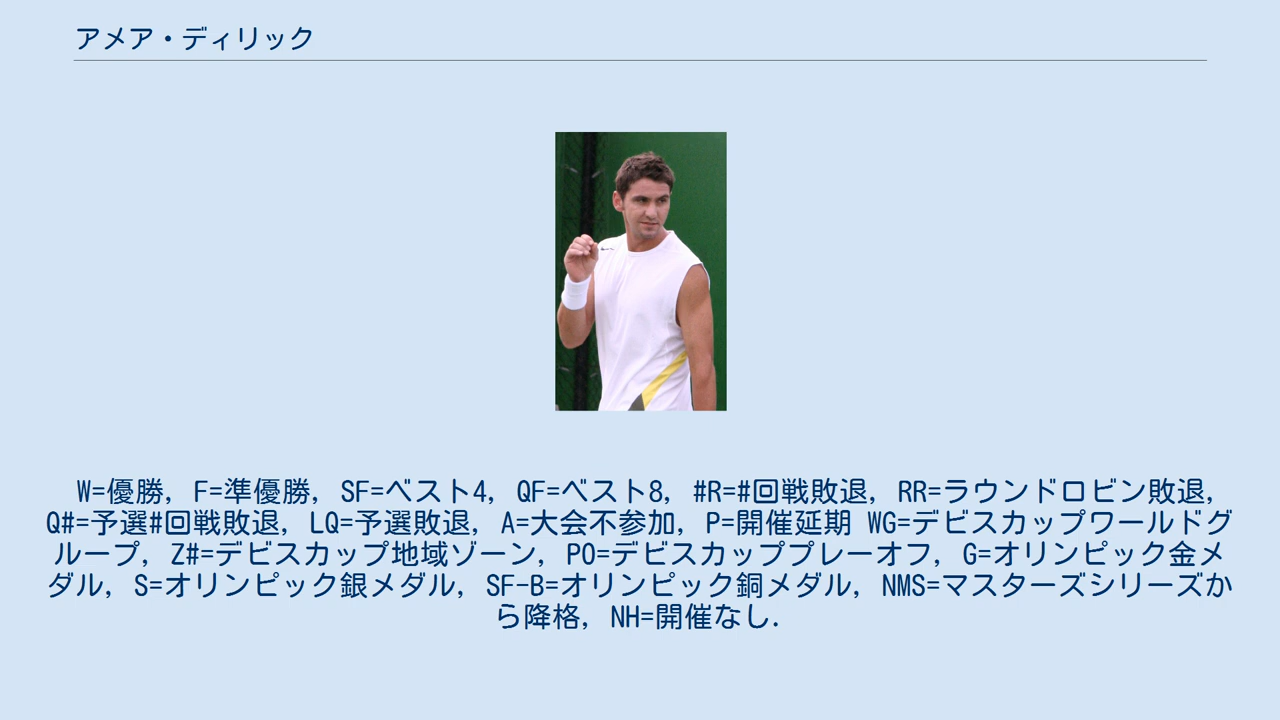 アメア・ディリック
W=優勝, F=準優勝, SF=ベスト4, QF=ベスト8, #R=#回戦敗退, RR=ラウンドロビン敗退,
Q#=予選#回戦敗退, LQ=予選敗退, A=大会不参加, P=開催延期 WG=デビスカップワールドグ
ループ, Z#=デビスカップ地域ゾーン, PO=デビスカッププレーオフ, G=オリンピック金メ
ダル, S=オリンピック銀メダル, SF-B=オリンピック銅メダル, NMS=マスターズシリーズか
ら降格, NH=開催なし.